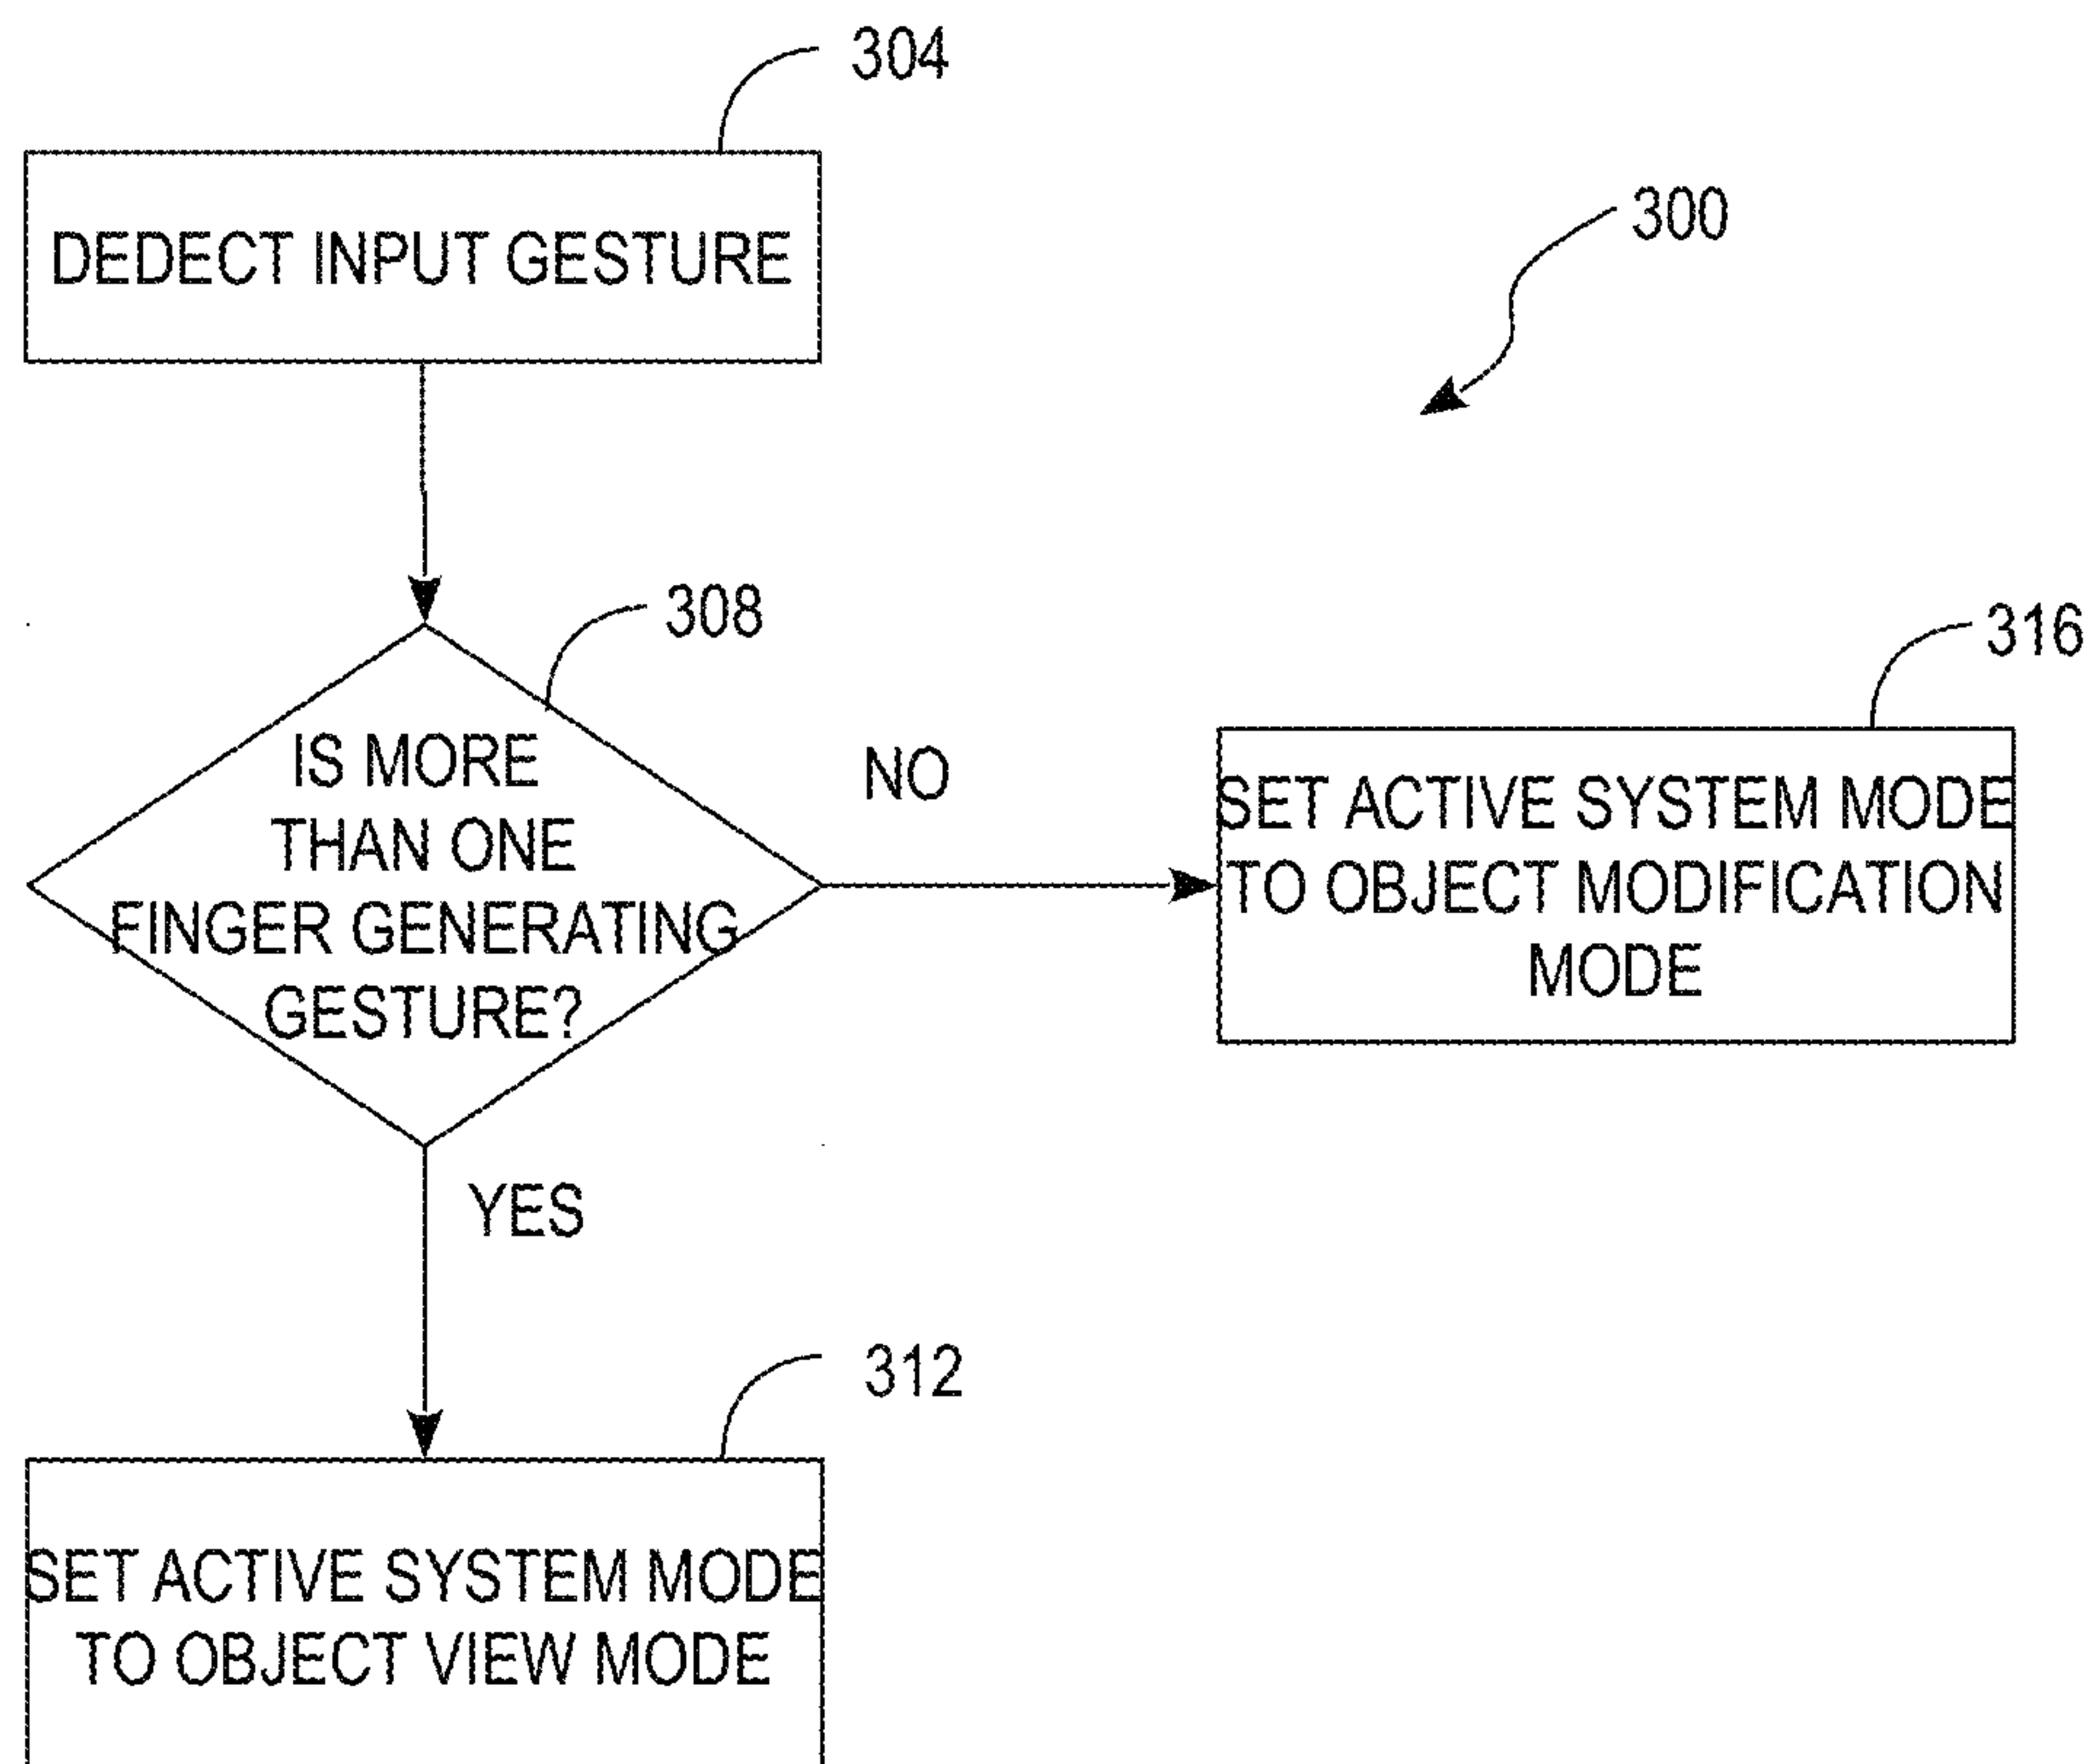 304
DEDECT INPUT GESTURE
300
308
IS MORE
THAN ONE
FINGER GENERATING
GESTURE?
NO
316
SET ACTIVE SYSTEM MODE
TO OBJECT MODIFICATION
MODE
YES
312
SET ACTIVE SYSTEM MODE
TO OBJECT VIEW MODE